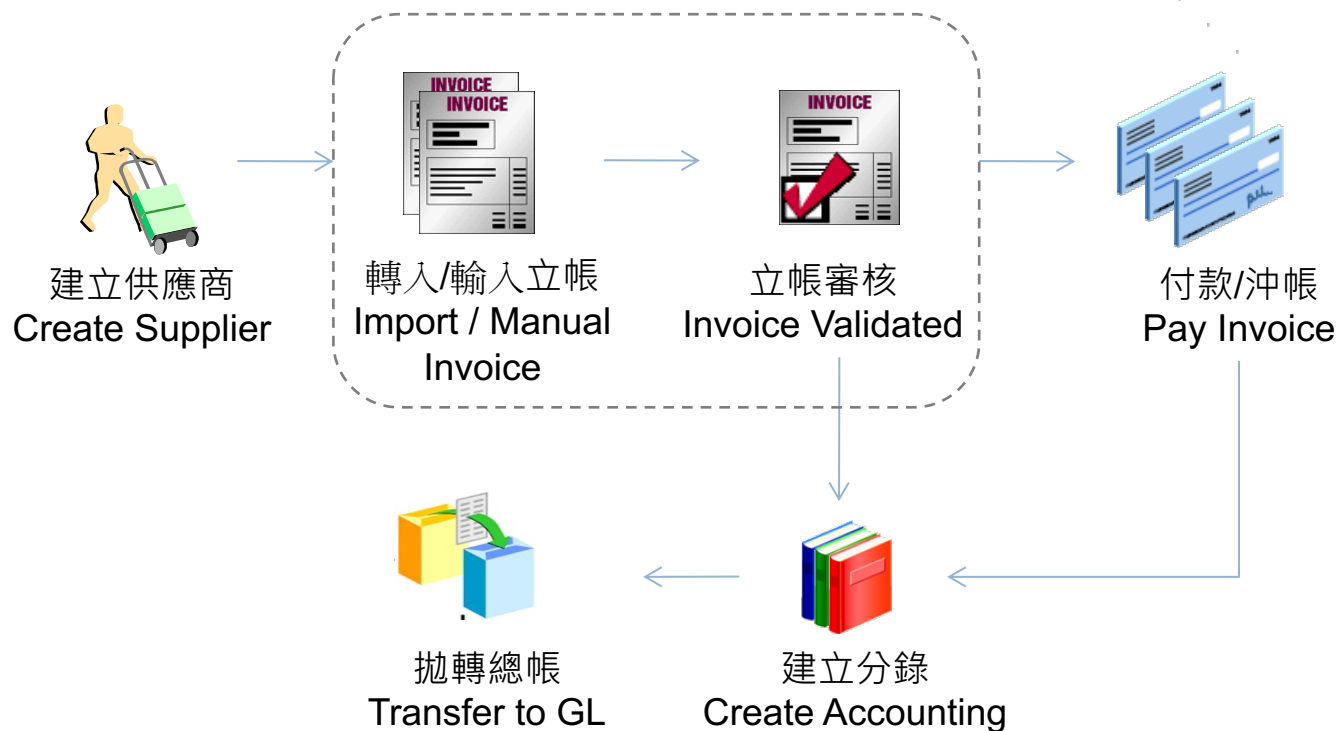 INVOICE
INVOICE
INVOICE
建立供應商
Create Supplier
轉入/輸入立帳
Import / Manual
Invoice
立帳審核
Invoice Validated
付款/沖帳
Pay Invoice
拋轉總帳
Transfer to GL
建立分錄
Create Accounting